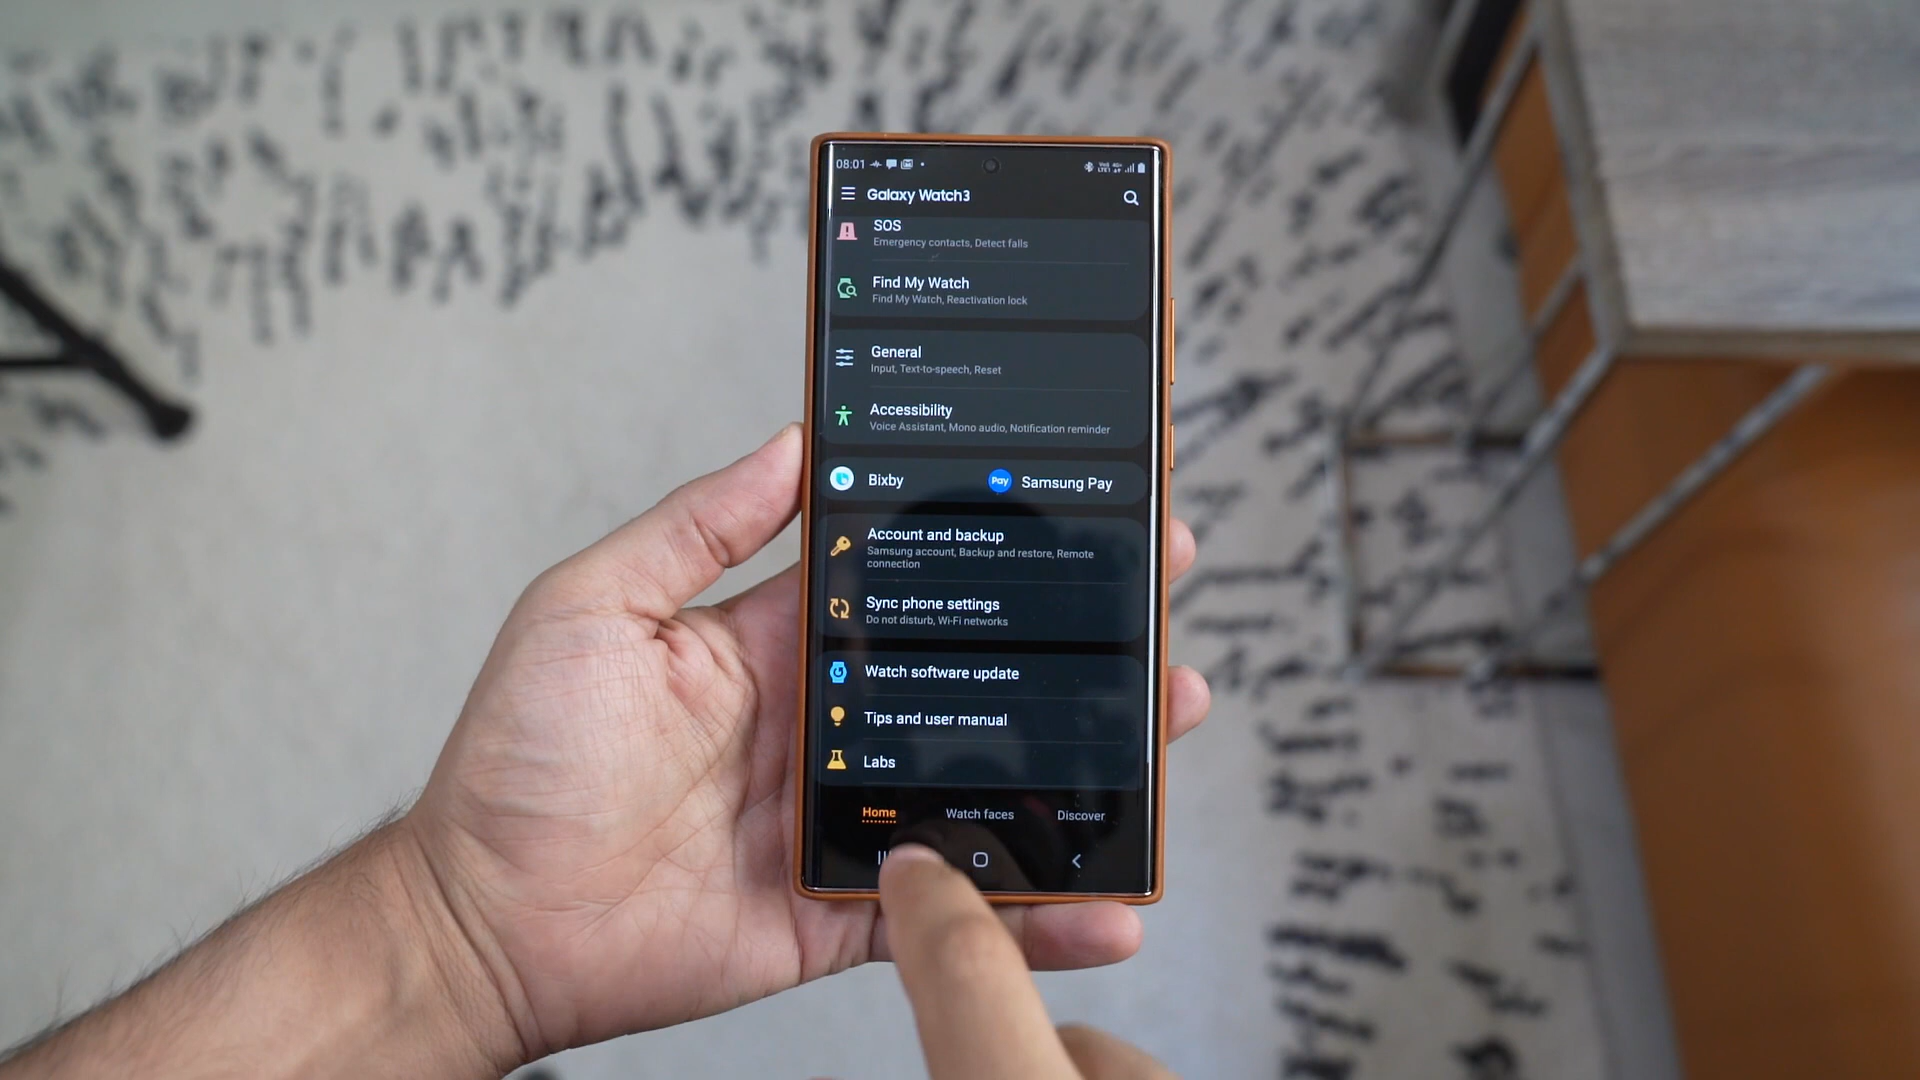 08:01
Galaxy Watch3
SOS
Emergency contacts, Detect falls
Find My Watch
Find My Watch, Reactivation lock
General
Input, Text-to-speech, Reset
Accessibility
Voice Assistant, Mono audio, Notification reminder
Bixby
Pay Samsung Pay
Account and backup
Samsung account, Backup and restore, Remote
connection
Sync phone settings
Do not disturb, Wi-Fi networks
Watch software update
Tips and user manual
Labs
Home Watch faces Discover